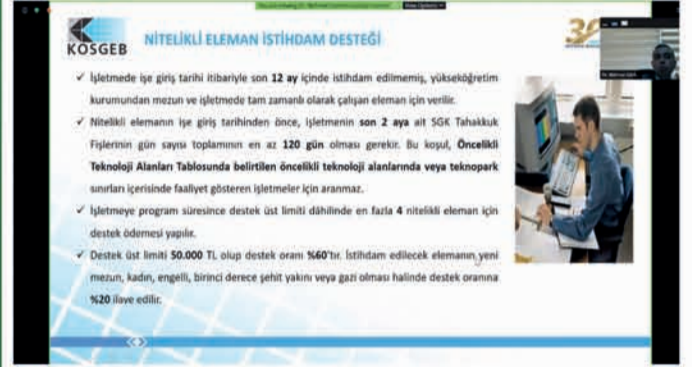 KOSGEB
NİTELİKLİ ELEMAN İSTİHDAM DESTEĞİ
✓ İşletmede işe giriş tarihi itibariyle son 12 ay içinde istihdam edilmemiş, yükseköğretim
kurumundan mezun ve işletmede tam zamanlı olarak çalışan eleman için verilir.
✓ Nitelikli elemanın işe giriş tarihinden önce, işletmenin son 2 aya ait SGK Tahakkuk
Fişlerinin gün sayısı toplamının en az 120 gün olması gerekir. Bu koşul, Öncelikli
Teknoloji Alanları Tablosunda belirtilen öncelikli teknoloji alanlarında veya teknopark
sınırları içerisinde faaliyet gösteren işletmeler için aranmaz.
✓ İşletmeye program süresince destek üst limiti dâhilinde en fazla 4 nitelikli eleman için
destek ödemesi yapılır.
✓ Destek üst limiti 50.000 TL olup destek oranı %60'tır. İstihdam edilecek elemanın yeni
mezun, kadın, engelli, birinci derece şehit yakını veya gazi olması halinde destek oranına
%20 ilave edilir.